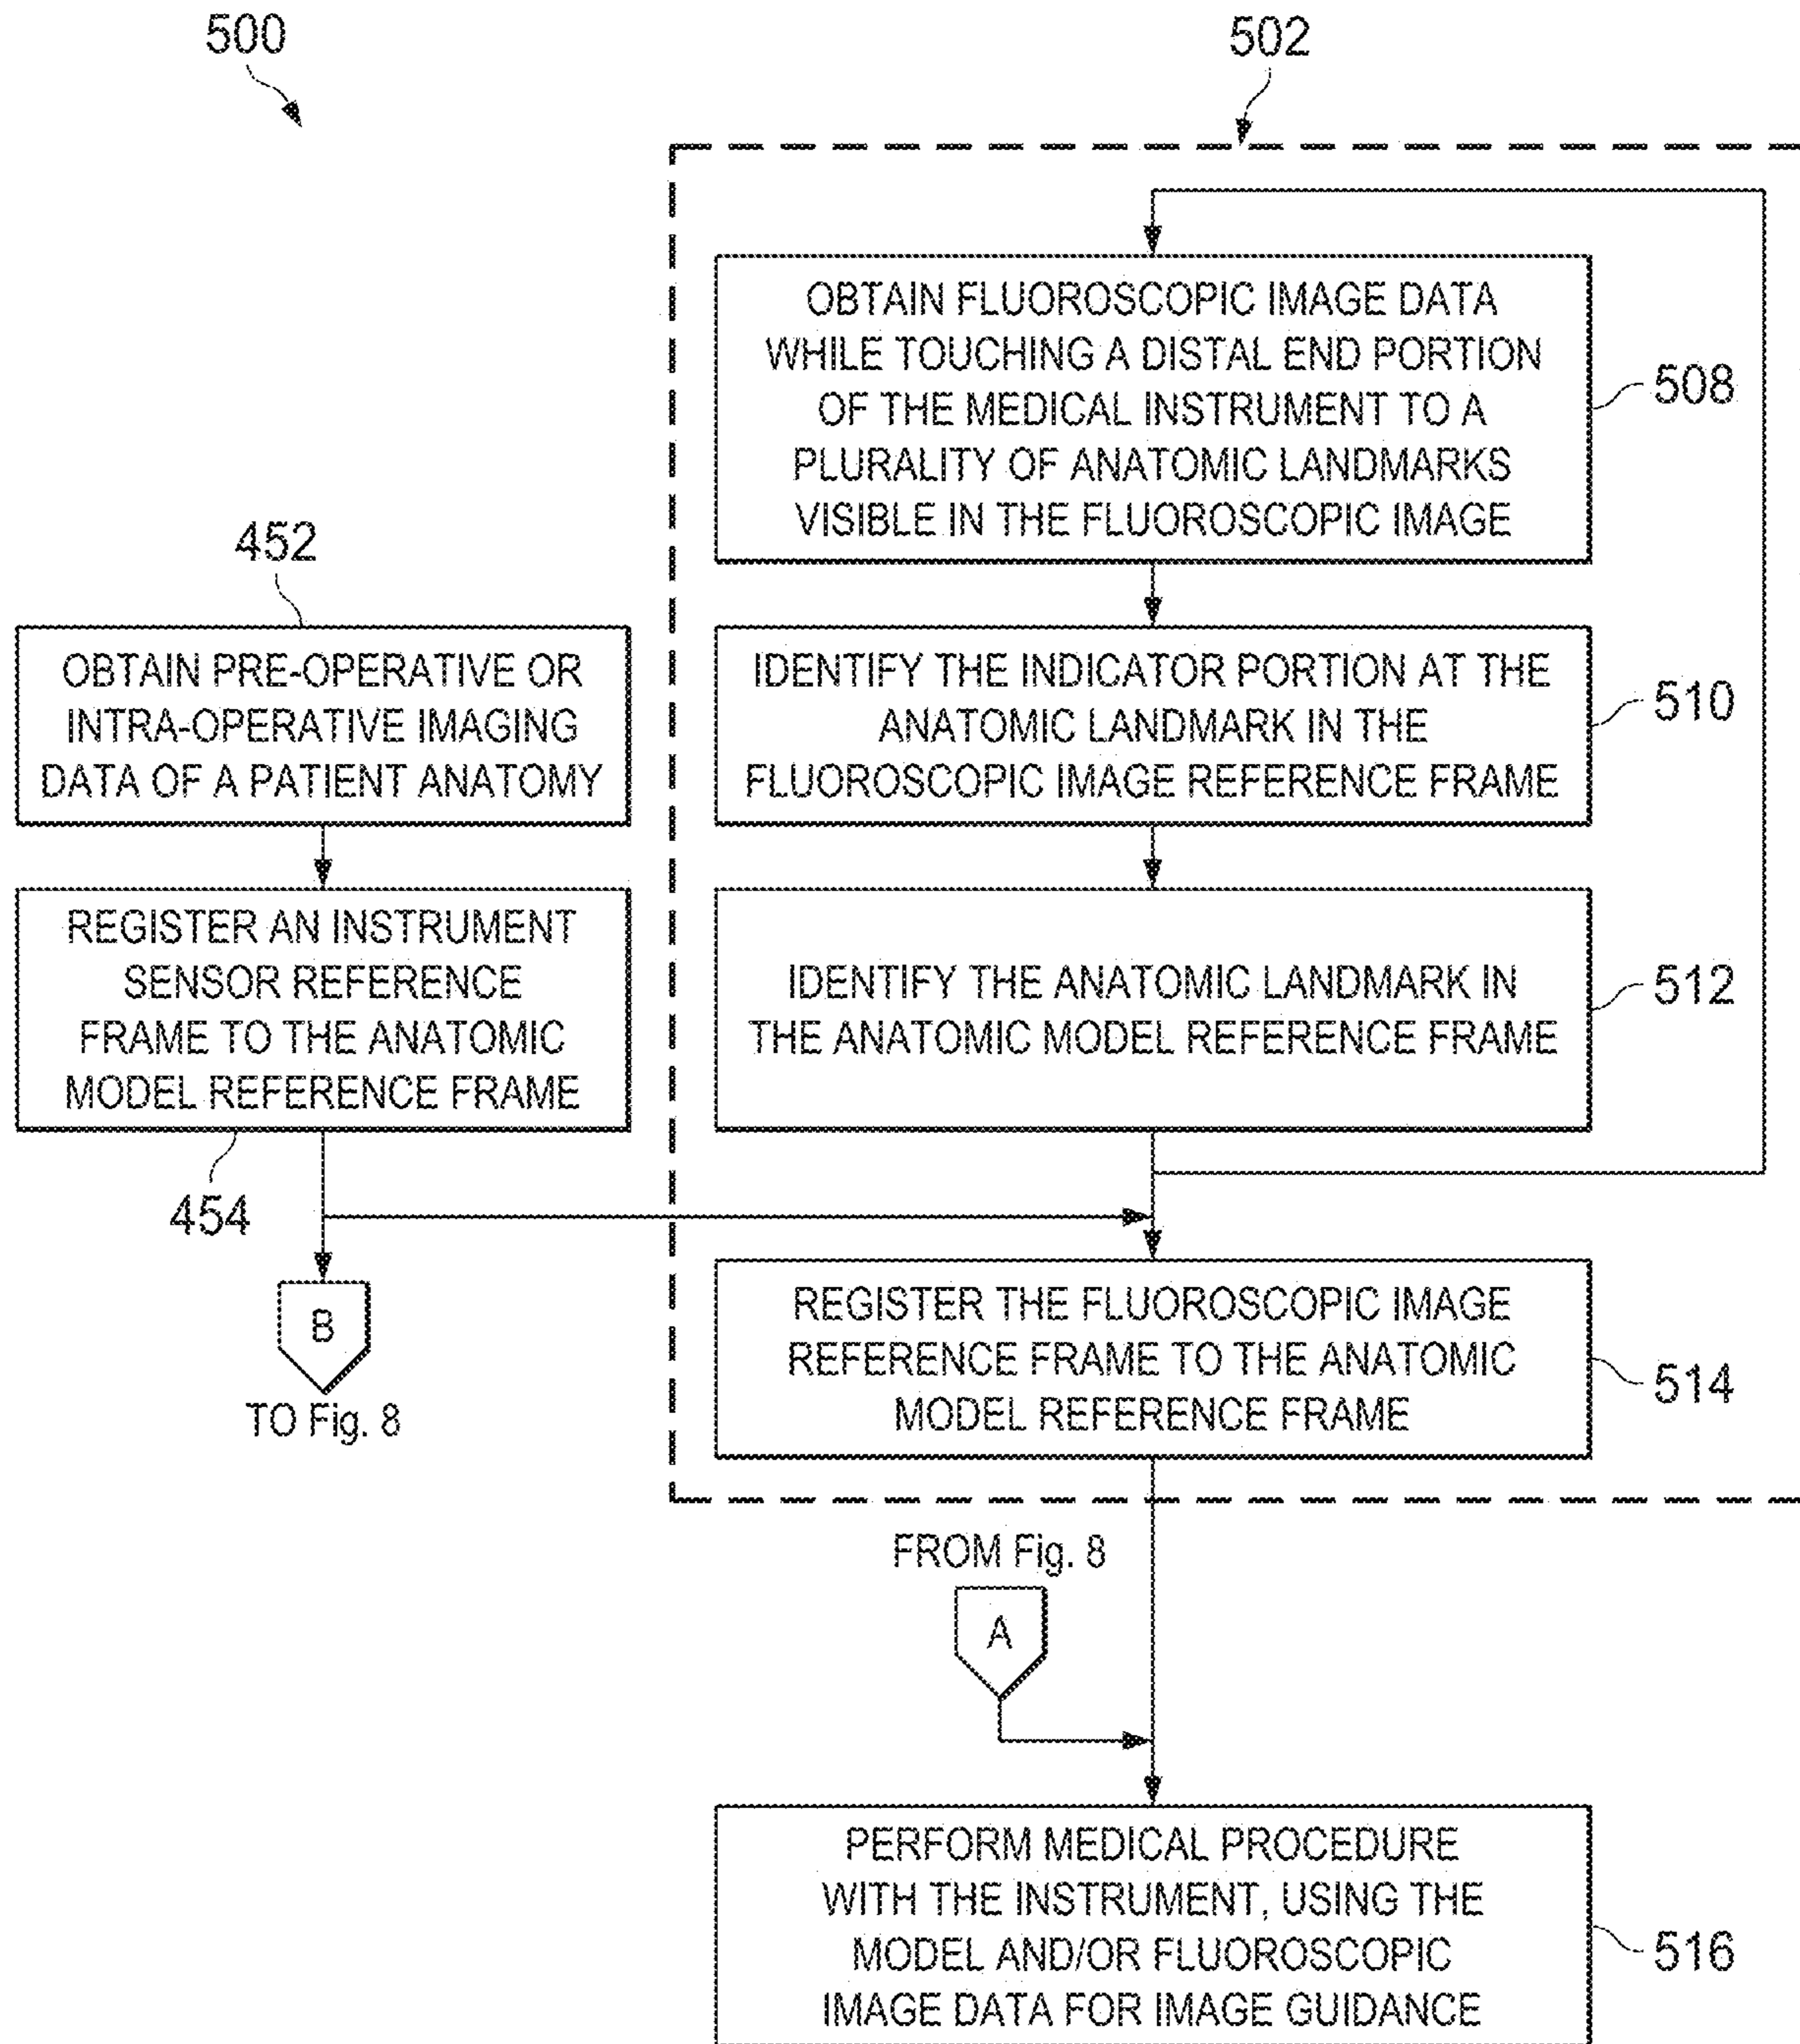 500
502
OBTAIN FLUOROSCOPIC IMAGE DATA
WHILE TOUCHING A DISTAL END PORTION
OF THE MEDICAL INSTRUMENT TO A
PLURALITY OF ANATOMIC LANDMARKS
VISIBLE IN THE FLUOROSCOPIC IMAGE
508
452
OBTAIN PRE-OPERATIVE OR
INTRA-OPERATIVE IMAGING
DATA OF A PATIENT ANATOMY
IDENTIFY THE INDICATOR PORTION AT THE
ANATOMIC LANDMARK IN THE
FLUOROSCOPIC IMAGE REFERENCE FRAME
510
REGISTER AN INSTRUMENT
SENSOR REFERENCE
FRAME TO THE ANATOMIC
MODEL REFERENCE FRAME
454
IDENTIFY THE ANATOMIC LANDMARK IN
THE ANATOMIC MODEL REFERENCE FRAME
512
B
TO Fig. 8
REGISTER THE FLUOROSCOPIC IMAGE
REFERENCE FRAME TO THE ANATOMIC
MODEL REFERENCE FRAME
514
FROM Fig. 8
A
PERFORM MEDICAL PROCEDURE
WITH THE INSTRUMENT, USING THE
MODEL AND/OR FLUOROSCOPIC
IMAGE DATA FOR IMAGE GUIDANCE
516